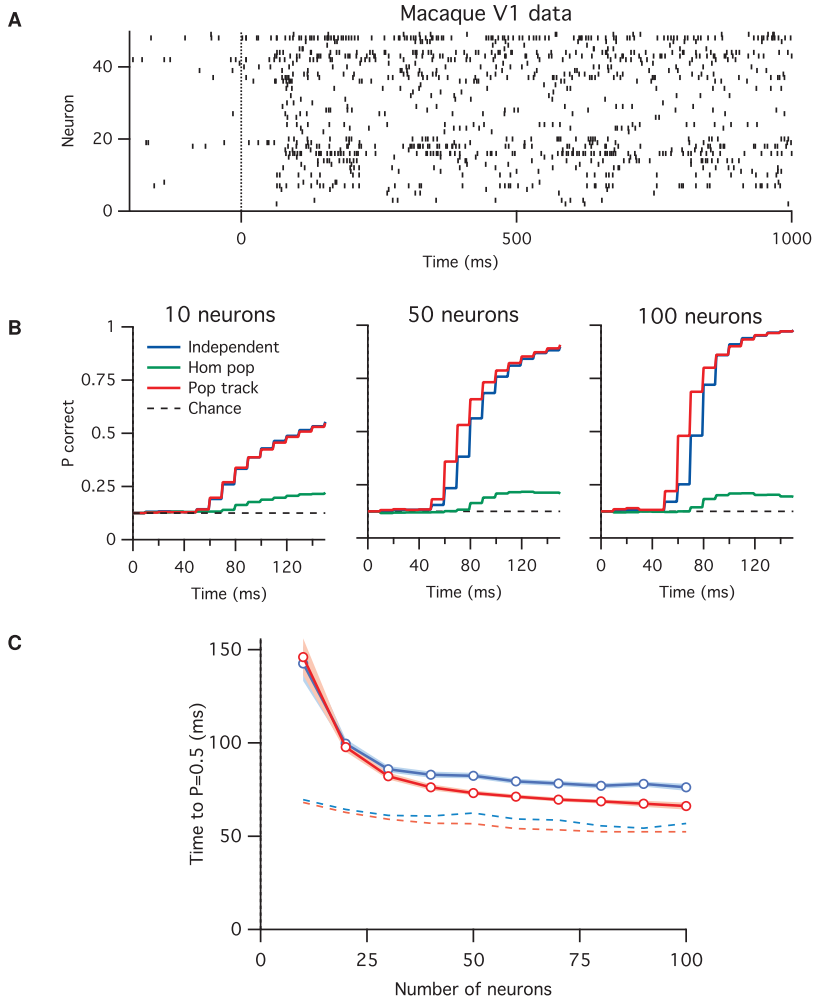 A
Macaque V1 data
Neuron
40
20
0
0 500 1000
Time (ms)
B
10 neurons 50 neurons 100 neurons
Independent
Hom pop
Pop track
Chance
P correct
1
0.75
0.5
0.25
0
0 40 80 120 0 40 80 120 0 40 80 120
Time (ms) Time (ms) Time (ms)
C
Time to P=0.5 (ms)
150
100
50
0
0 25 50 75 100
Number of neurons